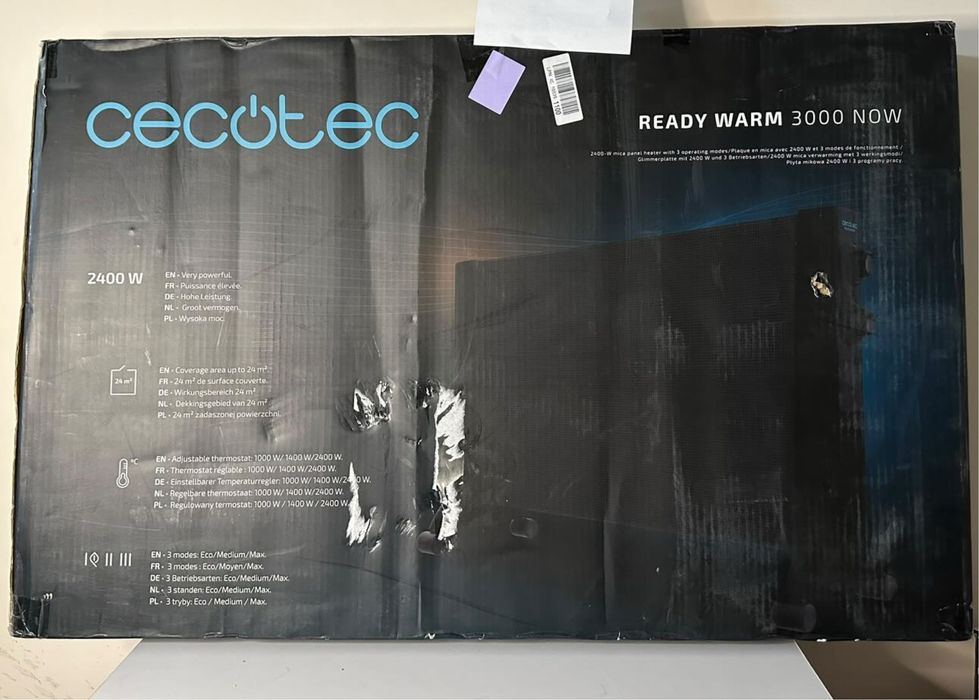 cecotec
READY WARM 3000 NOW
2400-W mica panel heater with 3 operating modes/Plaque en mica avec 2400 W et 3 modes de fonctionnement /
Glimmerplatte mit 2400 W und 3 Betriebsarten/2400 W mica verwarming met 3 werkingsmodi/
Płyta mikowa 2400 W i 3 programy pracy.
cecotec
2400 W
EN - Very powerful.
FR - Puissance élevée.
DE - Hohe Leistung.
NL - Groot vermogen.
PL - Wysoka moc.
24 m²
EN - Coverage area up to 24 m².
FR - 24 m² de surface couverte.
DE - Wirkungsbereich 24 m².
NL - Dekkingsgebied van 24 m².
PL - 24 m² zadaszonej powierzchni.
°C
EN - Adjustable thermostat: 1000 W/ 1400 W/2400 W.
FR - Thermostat réglable : 1000 W/ 1400 W/2400 W.
DE - Einstellbarer Temperaturregler: 1000 W/ 1400 W/2400 W.
NL - Regelbare thermostaat: 1000 W/ 1400 W/2400 W.
PL - Regulowany termostat: 1000 W / 1400 W / 2400 W.
EN - 3 modes: Eco/Medium/Max.
FR - 3 modes : Eco/Moyen/Max.
DE - 3 Betriebsarten: Eco/Medium/Max.
NL - 3 standen: Eco/Medium/Max.
PL - 3 tryby: Eco / Medium / Max.